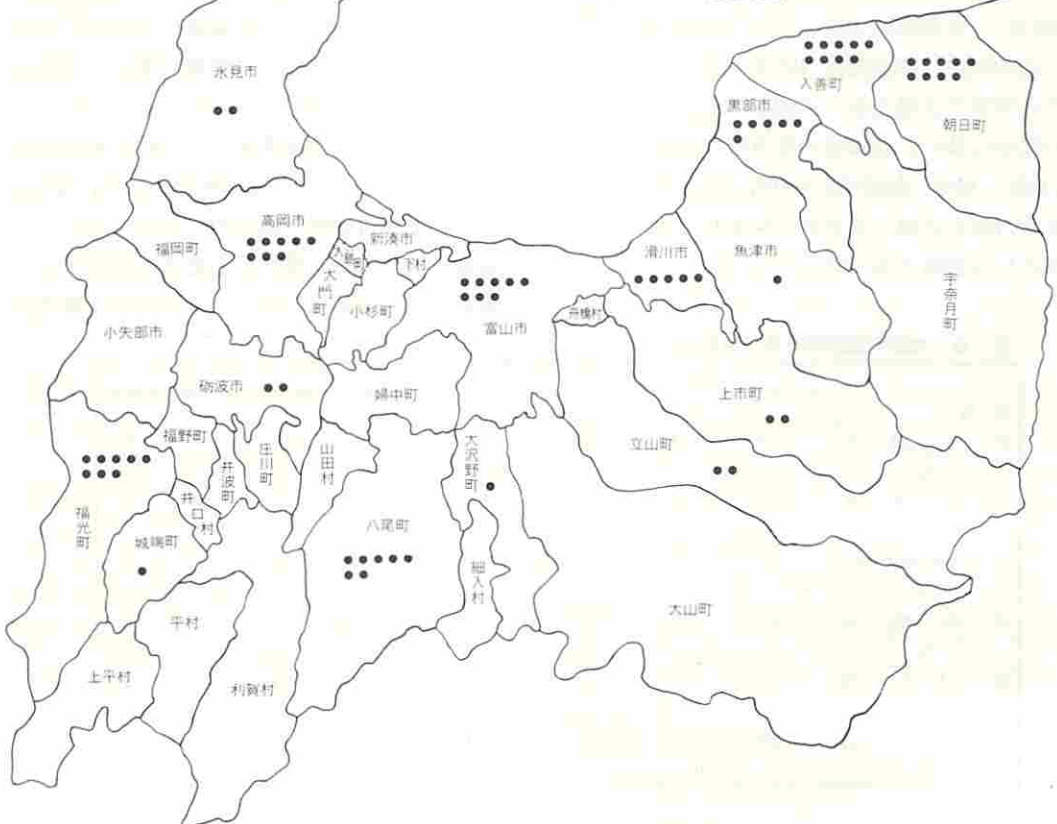 氷見市
入善町
朝日町
黒部市
高岡市
新湊市
福岡町
大島町
下村
大門町
小杉町
滑川市
魚津市
宇奈月町
富山市
舟橋村
小矢部市
砺波市
婦中町
上市町
立山町
福野町
井波町
庄川町
山田村
大沢野町
福光町
井口村
城端町
八尾町
細入村
大山町
平村
上平村
利賀村